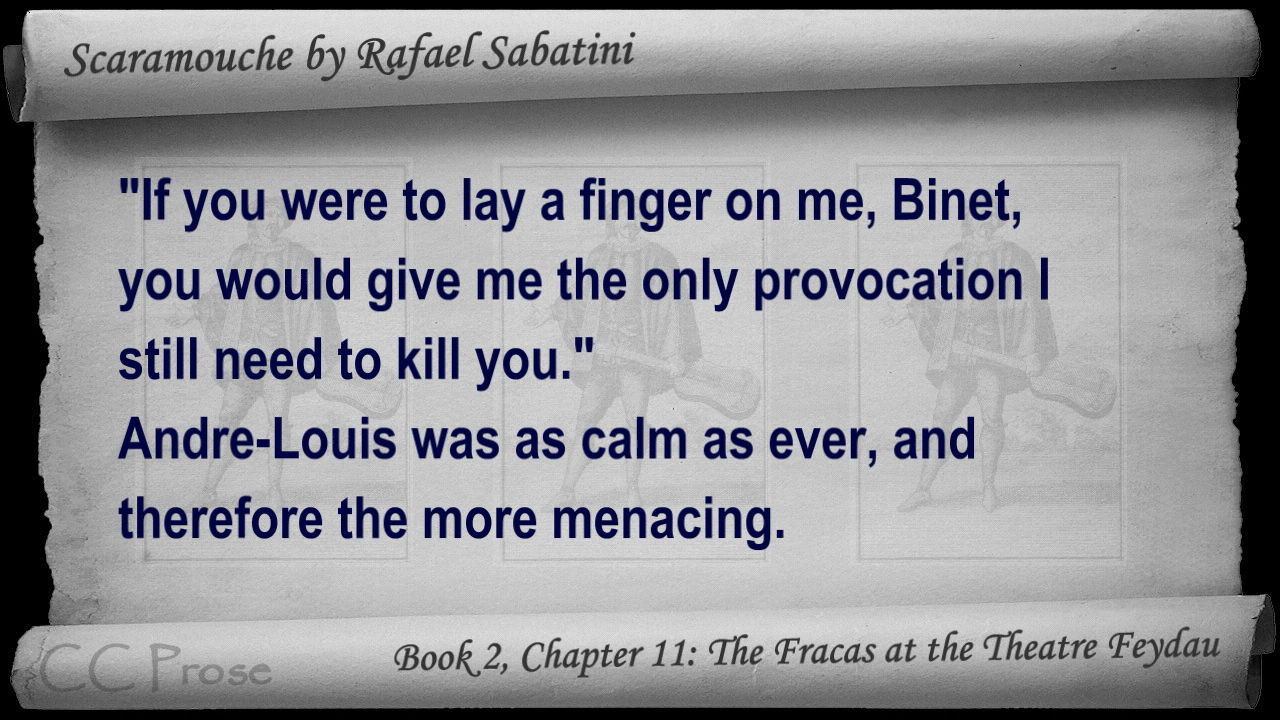 Scaramouche by Rafael Sabatini
"If you were to lay a finger on me, Binet,
you would give me the only provocation I
still need to kill you."
Andre-Louis was as calm as ever, and
therefore the more menacing.
Book 2, Chapter 11: The Fracas at the Theatre Feydau
CC Prose